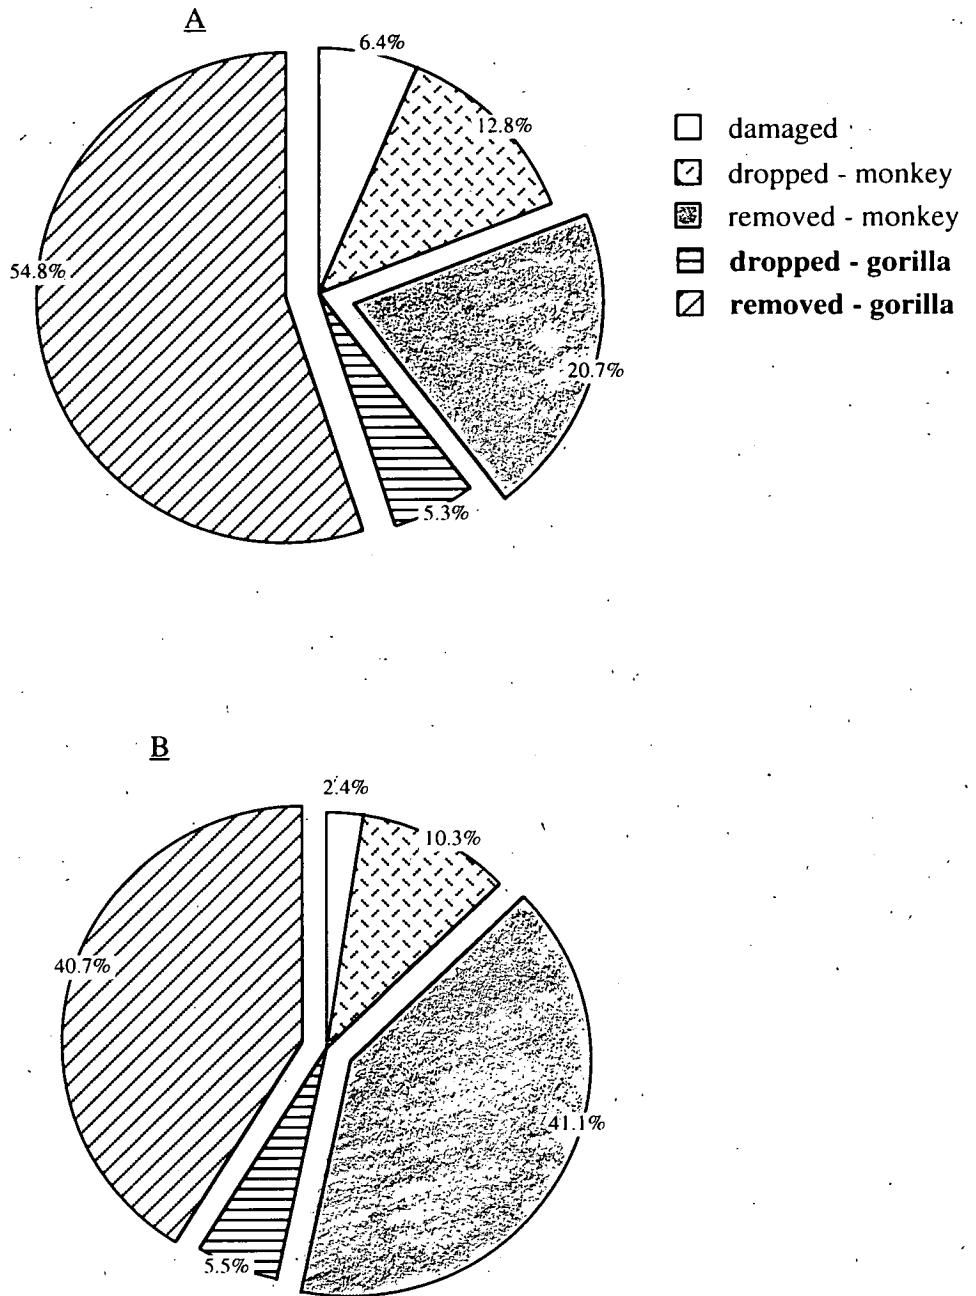 A
6.4%
12.8%
54.8%
20.7%
5.3%
damaged
dropped - monkey
removed - monkey
dropped - gorilla
removed - gorilla
B
2.4%
10.3%
40.7%
41.1%
5.5%